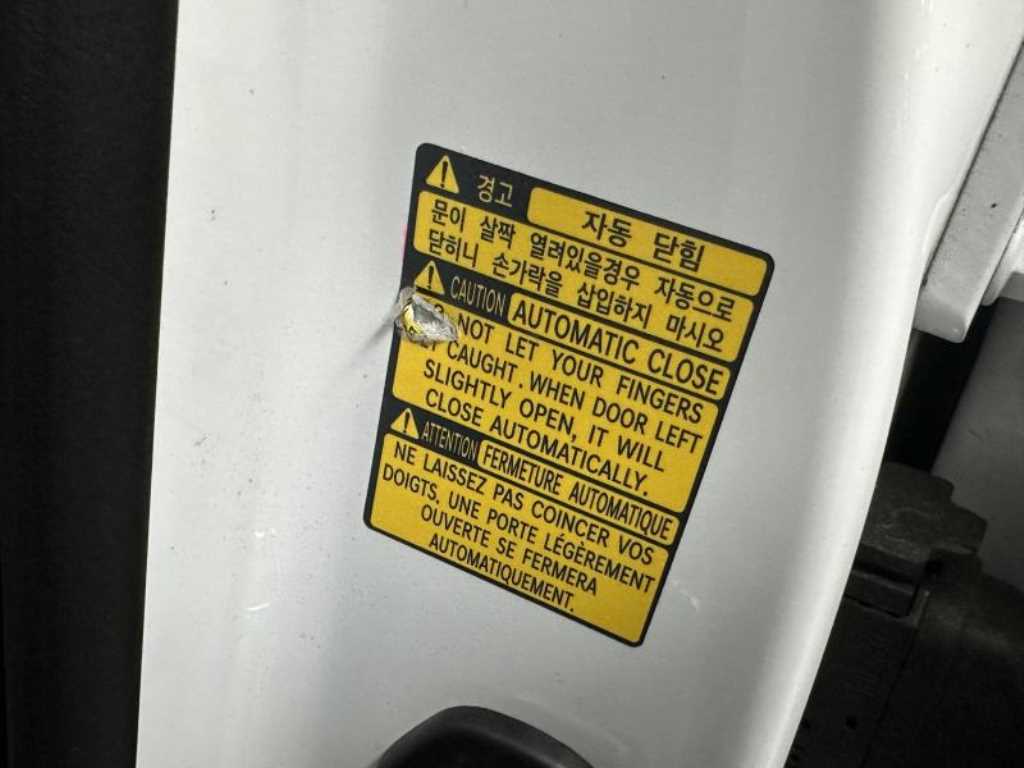 경고 자동 닫힘
문이 살짝 열려있을경우 자동으로
닫히니 손가락을 삽입하지 마시오
CAUTION AUTOMATIC CLOSE
NOT LET YOUR FINGERS
CAUGHT. WHEN DOOR LEFT
SLIGHTLY OPEN, IT WILL
CLOSE AUTOMATICALLY.
ATTENTION FERMETURE AUTOMATIQUE
NE LAISSEZ PAS COINCER VOS
DOIGTS. UNE PORTE LÉGÈREMENT
OUVERTE SE FERMERA
AUTOMATIQUEMENT.